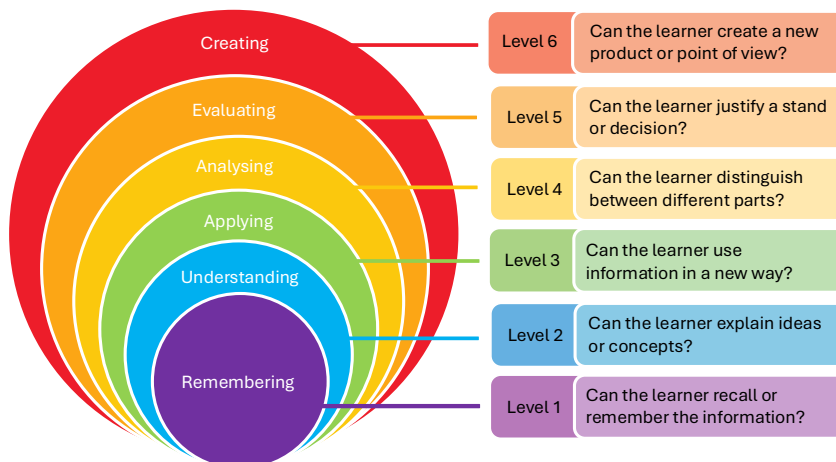 Creating
Level 6
Can the learner create a new
product or point of view?
Evaluating
Level 5
Can the learner justify a stand
or decision?
Analysing
Level 4
Can the learner distinguish
between different parts?
Applying
Level 3
Can the learner use
information in a new way?
Understanding
Level 2
Can the learner explain ideas
or concepts?
Remembering
Level 1
Can the learner recall or
remember the information?